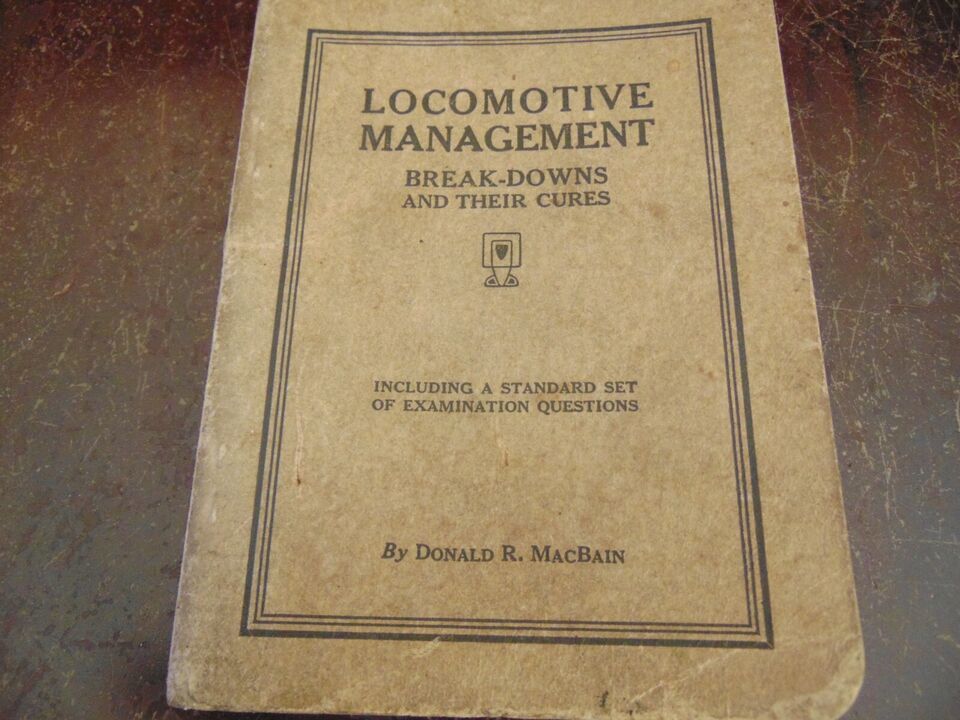 LOCOMOTIVE
MANAGEMENT
BREAK-DOWNS
AND THEIR CURES
INCLUDING A STANDARD SET
OF EXAMINATION QUESTIONS
By DONALD R. MACBAIN